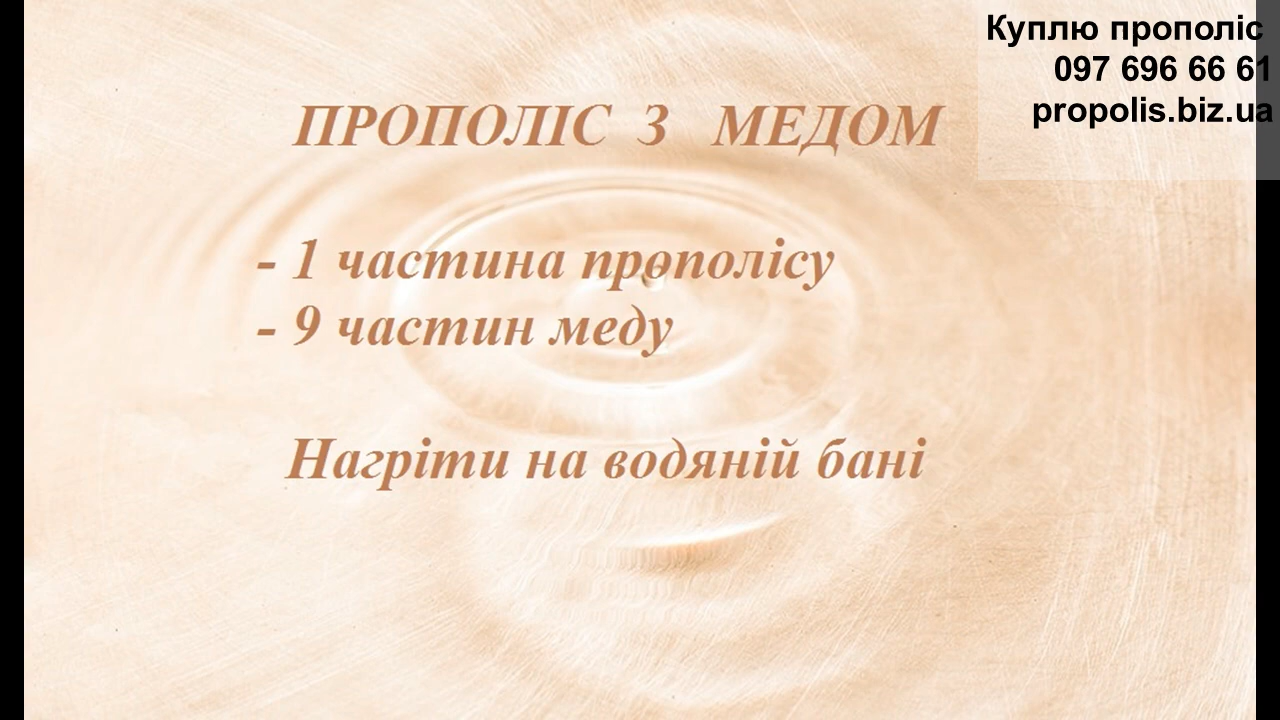 Куплю прополіс
097 696 66 61
propolis.biz.ua
ПРОПОЛІС З МЕДОМ
- 1 частина прополісу
- 9 частин меду
Нагріти на водяній бані